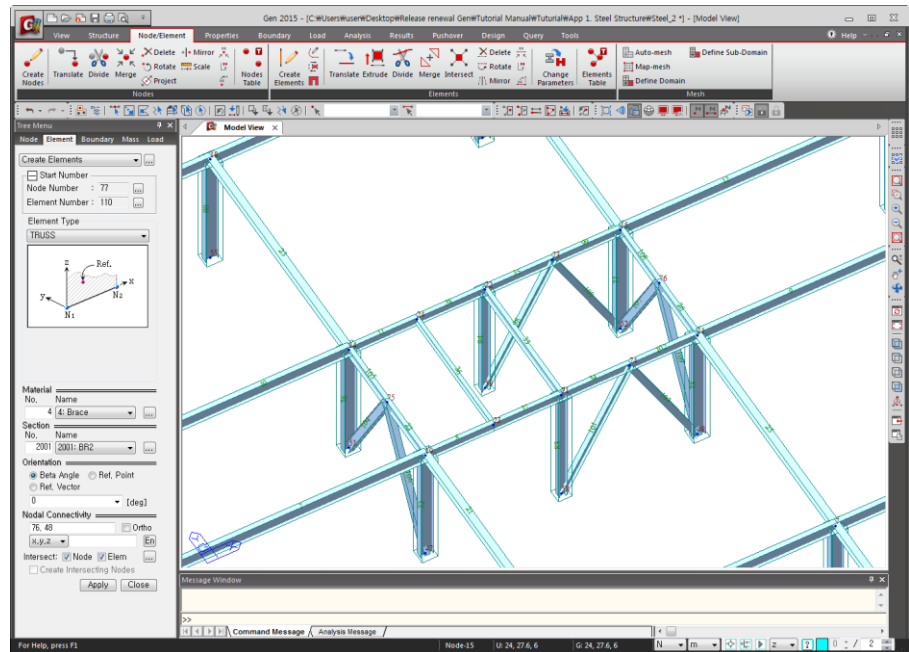 Gen 2015 - [C:\Users\user\Desktop\Release renewal Gen\Tutorial Manual\Tuturial\App 1. Steel Structure\Steel_2 *] - [Model View]
View Structure Node/Element Properties Boundary Load Analysis Results Pushover Design Query Tools Help
Create Nodes Translate Divide Merge Delete Mirror Rotate Scale Project Nodes Table
Create Elements Translate Extrude Divide Merge Intersect Delete Rotate Mirror Change Parameters Elements Table
Auto-mesh Define Sub-Domain
Map-mesh
Define Domain
Nodes Elements Mesh
Tree Menu
Model View
Node Element Boundary Mass Load
Create Elements
Start Number
Node Number : 77
Element Number : 110
Element Type
TRUSS
z Ref. x y N1 N2
Material
No. Name
4 4: Brace
Section
No. Name
2001 2001: BR2
Orientation
Beta Angle Ref. Point
Ref. Vector
0 [deg]
Nodal Connectivity
76, 48 Ortho
x,y,z En
Intersect: Node Elem
Create Intersecting Nodes
Apply Close
76
75
Message Window
>>
Command Message Analysis Message
For Help, press F1
Node-15 U: 24, 27.6, 6 G: 24, 27.6, 6 N m z 2 0 / 2